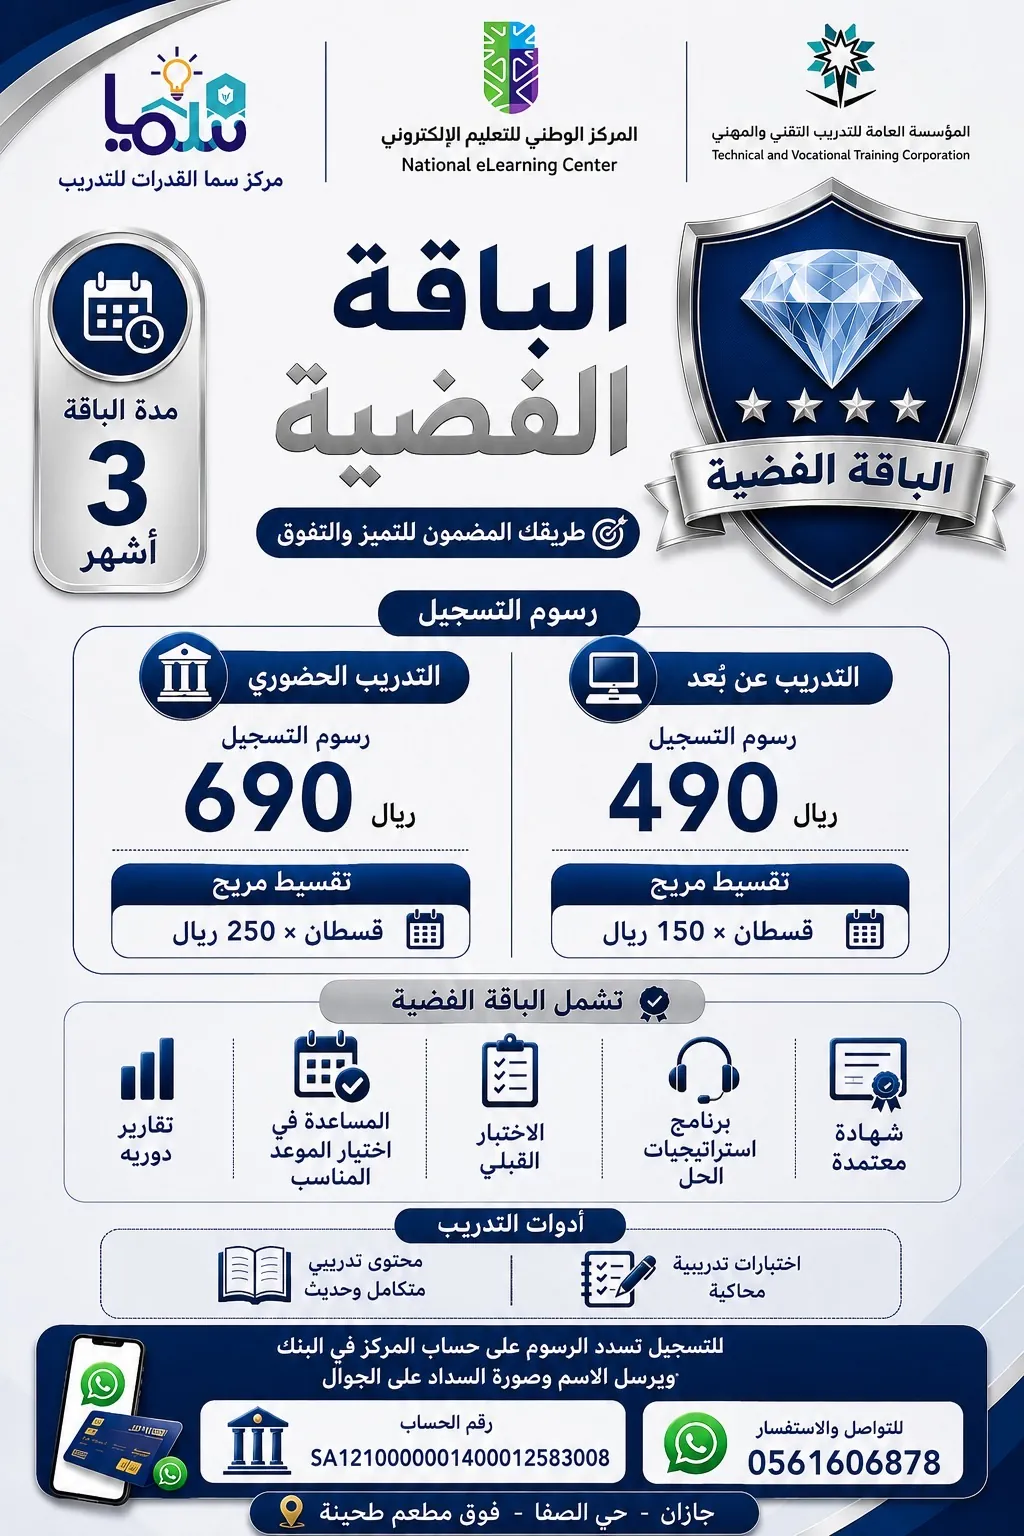 سما
مركز سما القدرات للتدريب
المركز الوطني للتعليم الإلكتروني
National eLearning Center
المؤسسة العامة للتدريب التقني والمهني
Technical and Vocational Training Corporation
الباقة
الفضية
طريقك المضمون للتميز والتفوق
مدة الباقة
3
أشهر
الباقة الفضية
رسوم التسجيل
التدريب عن بُعد
رسوم التسجيل
490 ريال
تقسيط مريح
قسطان × 150 ريال
التدريب الحضوري
رسوم التسجيل
690 ريال
تقسيط مريح
قسطان × 250 ريال
تشمل الباقة الفضية
شهادة
معتمدة
برنامج
استراتيجيات
الحل
الاختبار
القبلي
المساعدة في
اختيار الموعد
المناسب
تقارير
دوريه
أدوات التدريب
اختبارات تدريبية
محاكية
محتوى تدريبي
متكامل وحديث
للتسجيل تسدد الرسوم على حساب المركز في البنك
ويرسل الاسم وصورة السداد على الجوال
للتواصل والاستفسار
0561606878
رقم الحساب
SA1210000001400012583008
جازان - حي الصفا - فوق مطعم طحينة